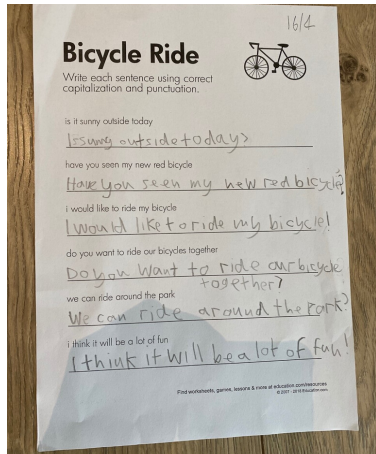 16/4
Bicycle Ride
Write each sentence using correct
capitalization and punctuation.
is it sunny outside today
outside today?
have you seen my new red bicycle
Have you seen my new red bicycle?
i would like to ride my bicycle
I would like to ride my bicycle!
do you want to ride our bicycles together
Do you want to ride our bicycle
together?
we can ride around the park
We can ride around the park?
i think it will be a lot of fun
I think it will be a lot of fun!
Find worksheets, games, lessons & more at education.com/resources
© 2007 - 2018 Education.com